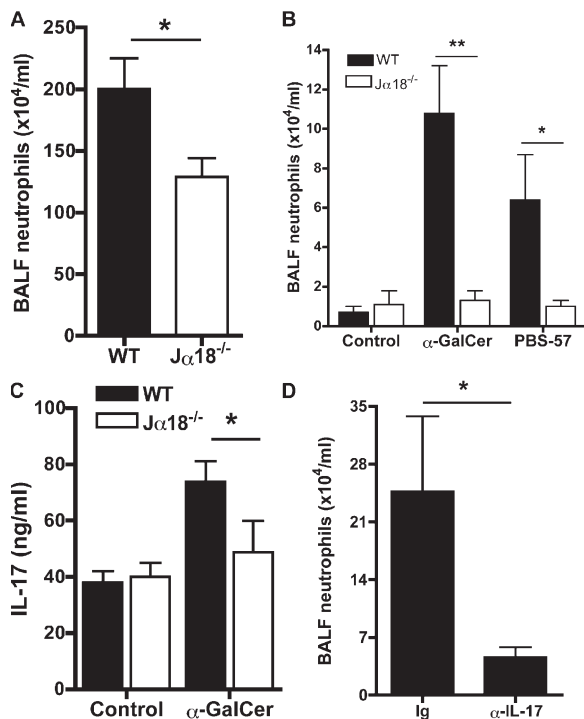 A
*
BALF neutrophils (x10⁴/ml)
250
200
150
100
50
0
WT
Jα18⁻/⁻
B
WT
Jα18⁻/⁻
**
*
BALF neutrophils (x10⁴/ml)
14
12
10
8
6
4
2
0
Control
α-GalCer
PBS-57
C
WT
Jα18⁻/⁻
*
IL-17 (ng/ml)
100
80
60
40
20
0
Control
α-GalCer
D
*
BALF neutrophils (x10⁴/ml)
35
28
21
14
7
0
Ig
α-IL-17